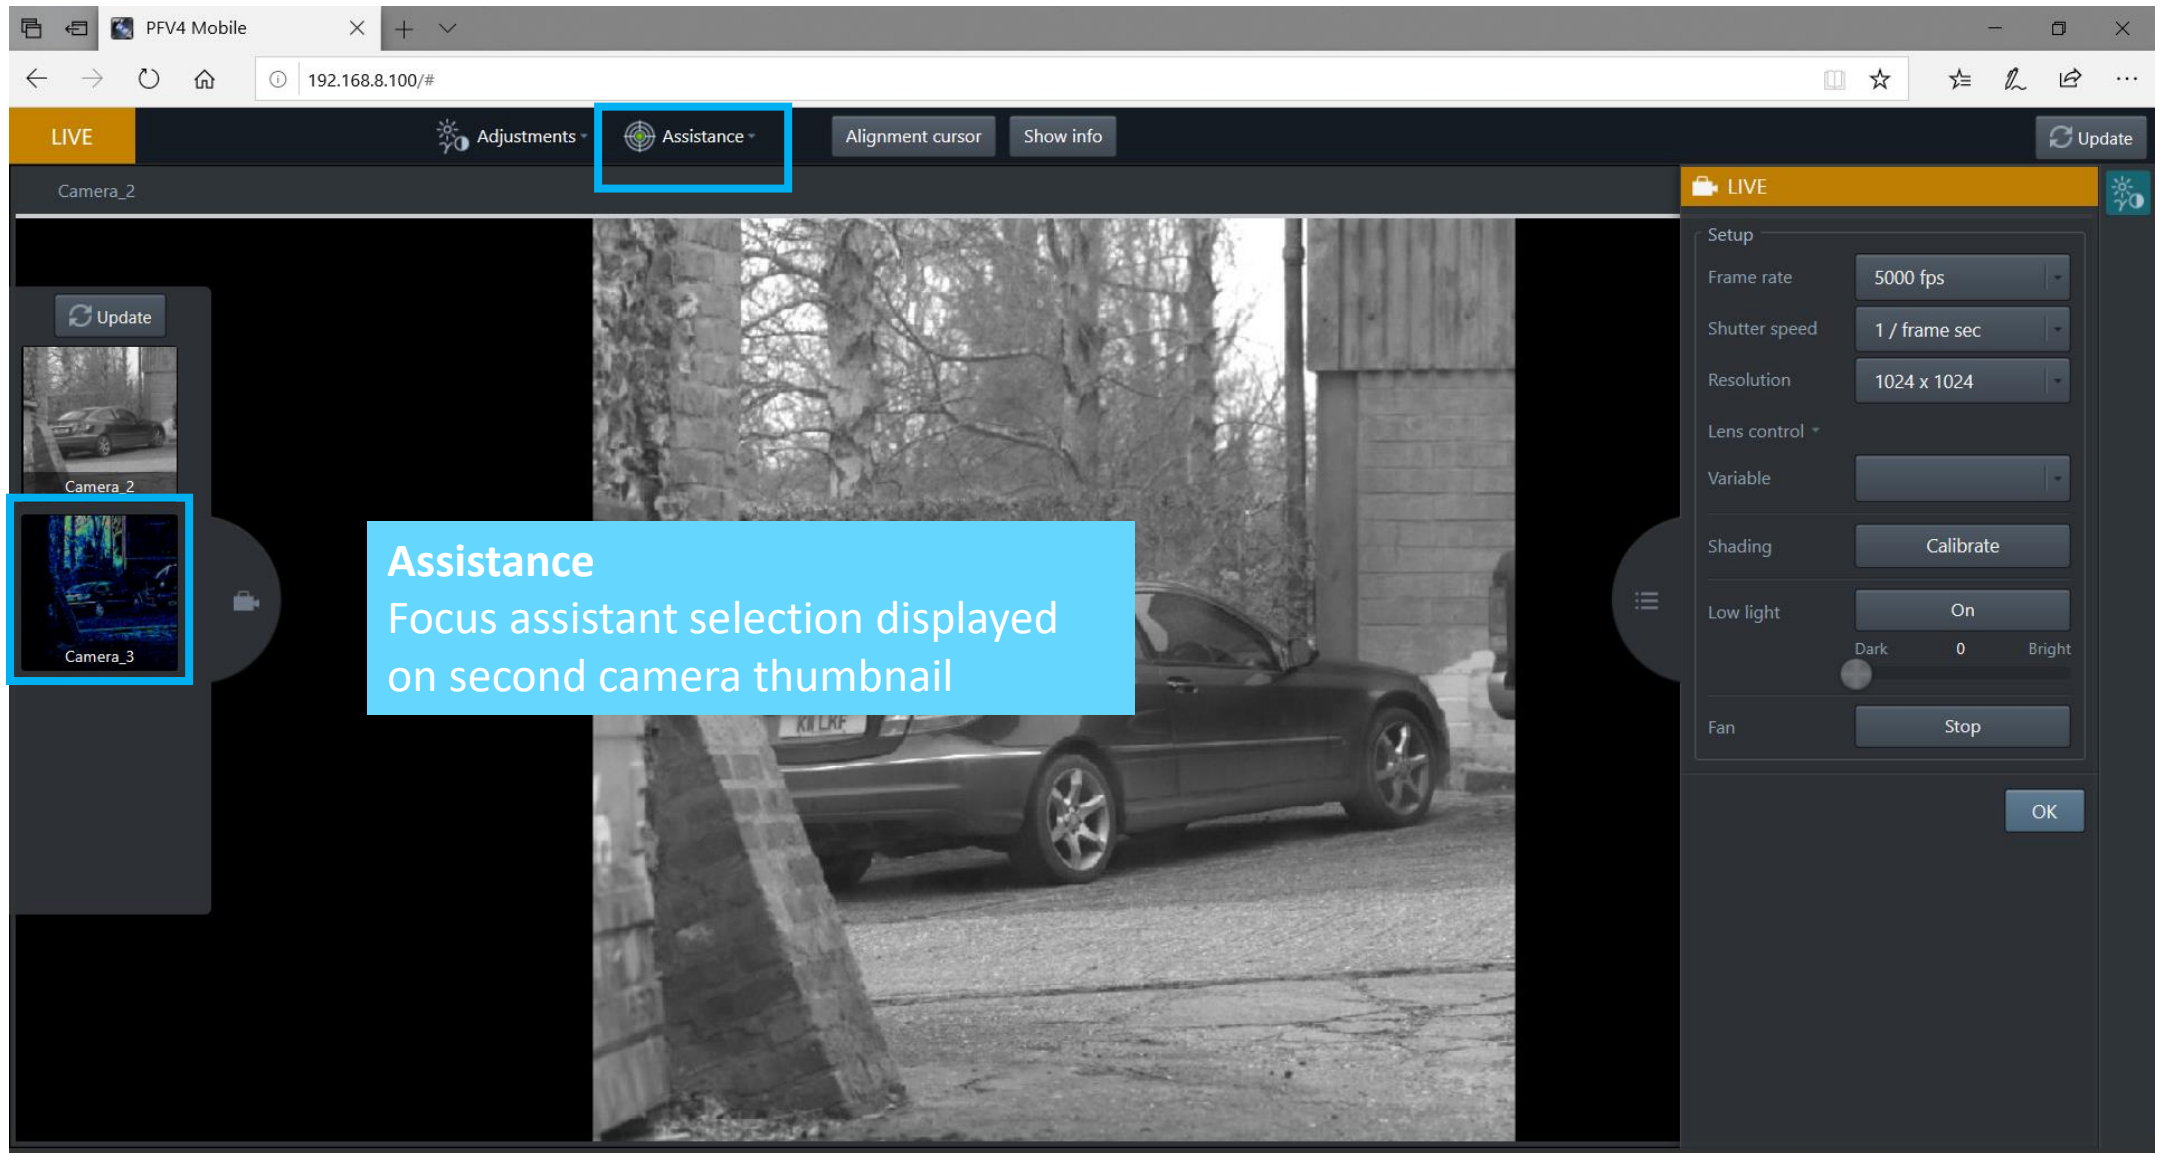 PFV4 Mobile
192.168.8.100/#
LIVE
Adjustments
Assistance
Alignment cursor
Show info
Update
Camera_2
LIVE
Setup
Frame rate
5000 fps
Shutter speed
1 / frame sec
Resolution
1024 x 1024
Lens control
Variable
Shading
Calibrate
Low light
On
Dark
0
Bright
Fan
Stop
OK
Update
Camera_2
Camera_3
Assistance
Focus assistant selection displayed
on second camera thumbnail